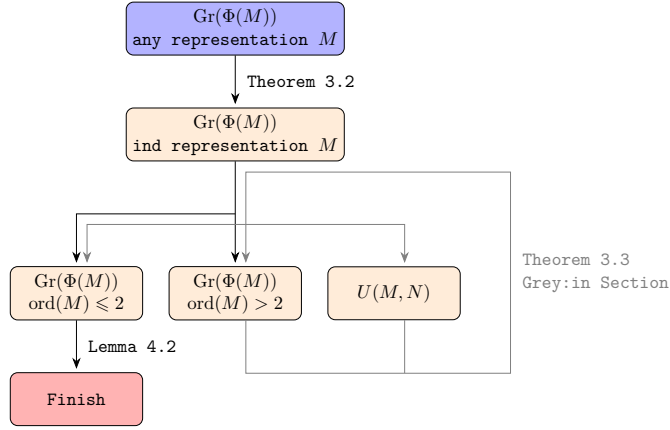 Gr(Φ(M))
any representation M
Theorem 3.2
Gr(Φ(M))
ind representation M
Theorem 3.3
Grey:in Section
Gr(Φ(M))
ord(M) ⩽ 2
Gr(Φ(M))
ord(M) > 2
U(M, N)
Lemma 4.2
Finish